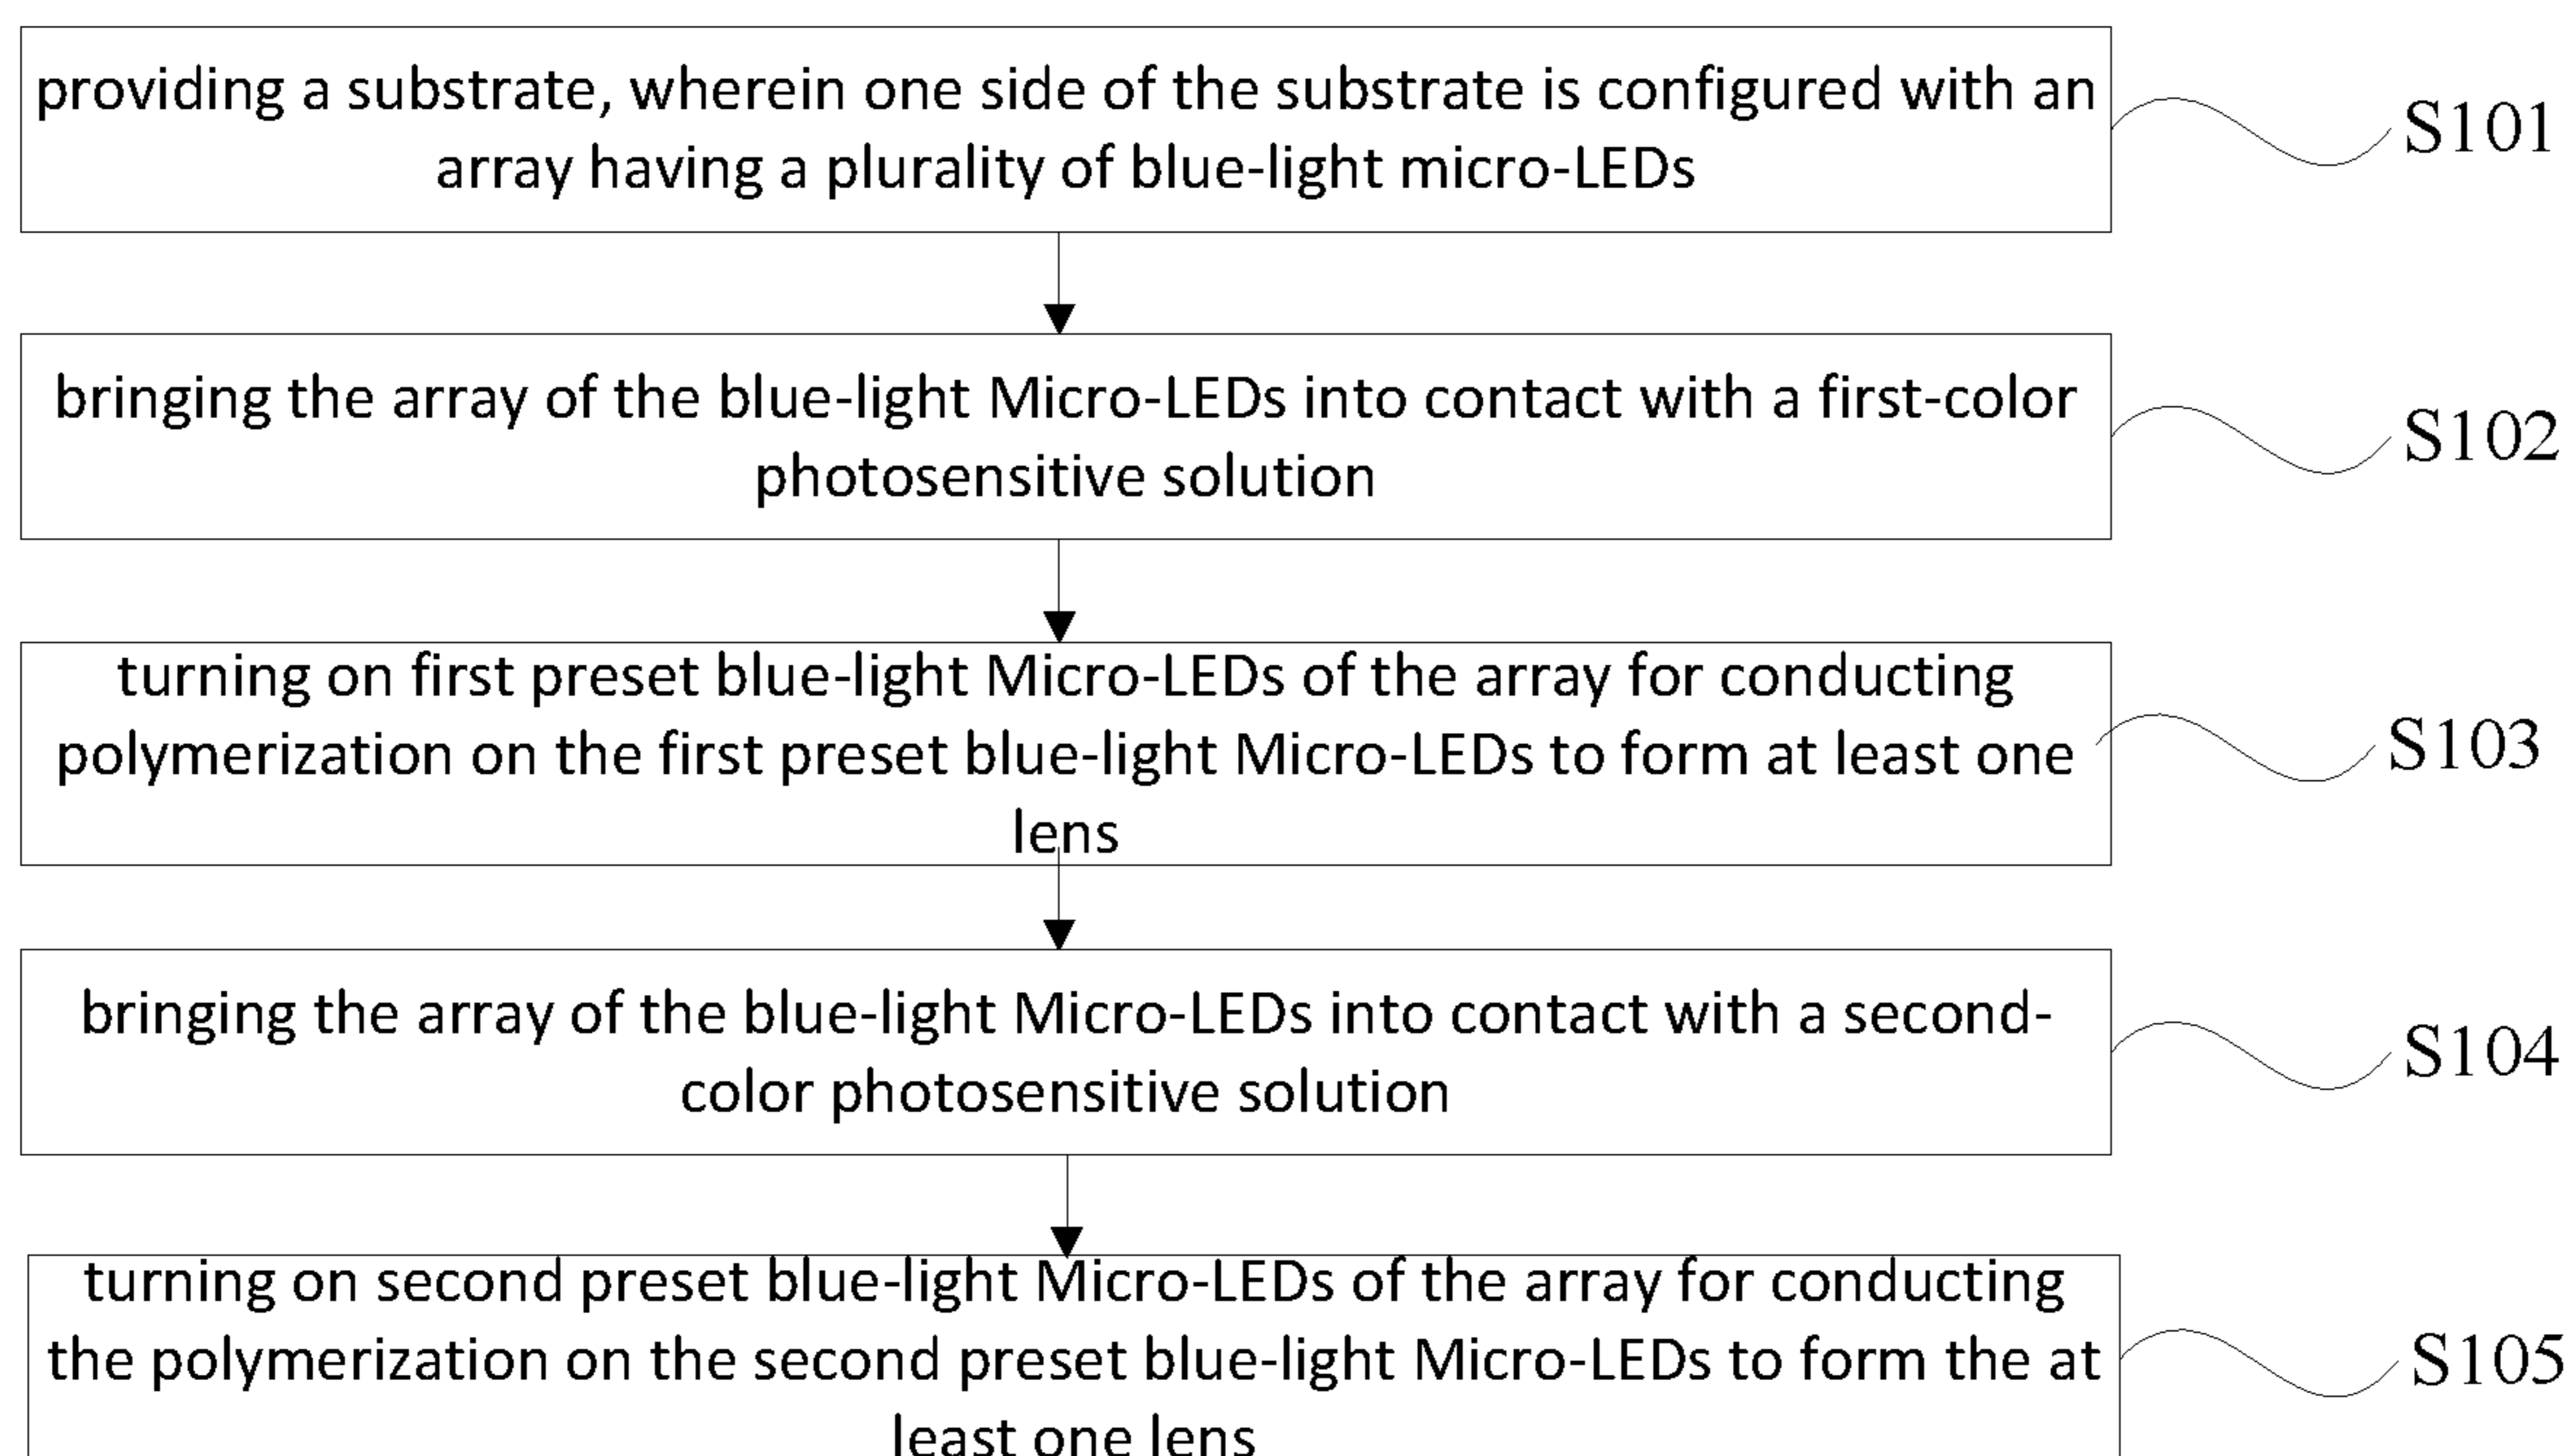 providing a substrate, wherein one side of the substrate is configured with an
array having a plurality of blue-light micro-LEDs
S101
bringing the array of the blue-light Micro-LEDs into contact with a first-color
photosensitive solution
S102
turning on first preset blue-light Micro-LEDs of the array for conducting
polymerization on the first preset blue-light Micro-LEDs to form at least one
lens
S103
bringing the array of the blue-light Micro-LEDs into contact with a second-
color photosensitive solution
S104
turning on second preset blue-light Micro-LEDs of the array for conducting
the polymerization on the second preset blue-light Micro-LEDs to form the at
least one lens
S105